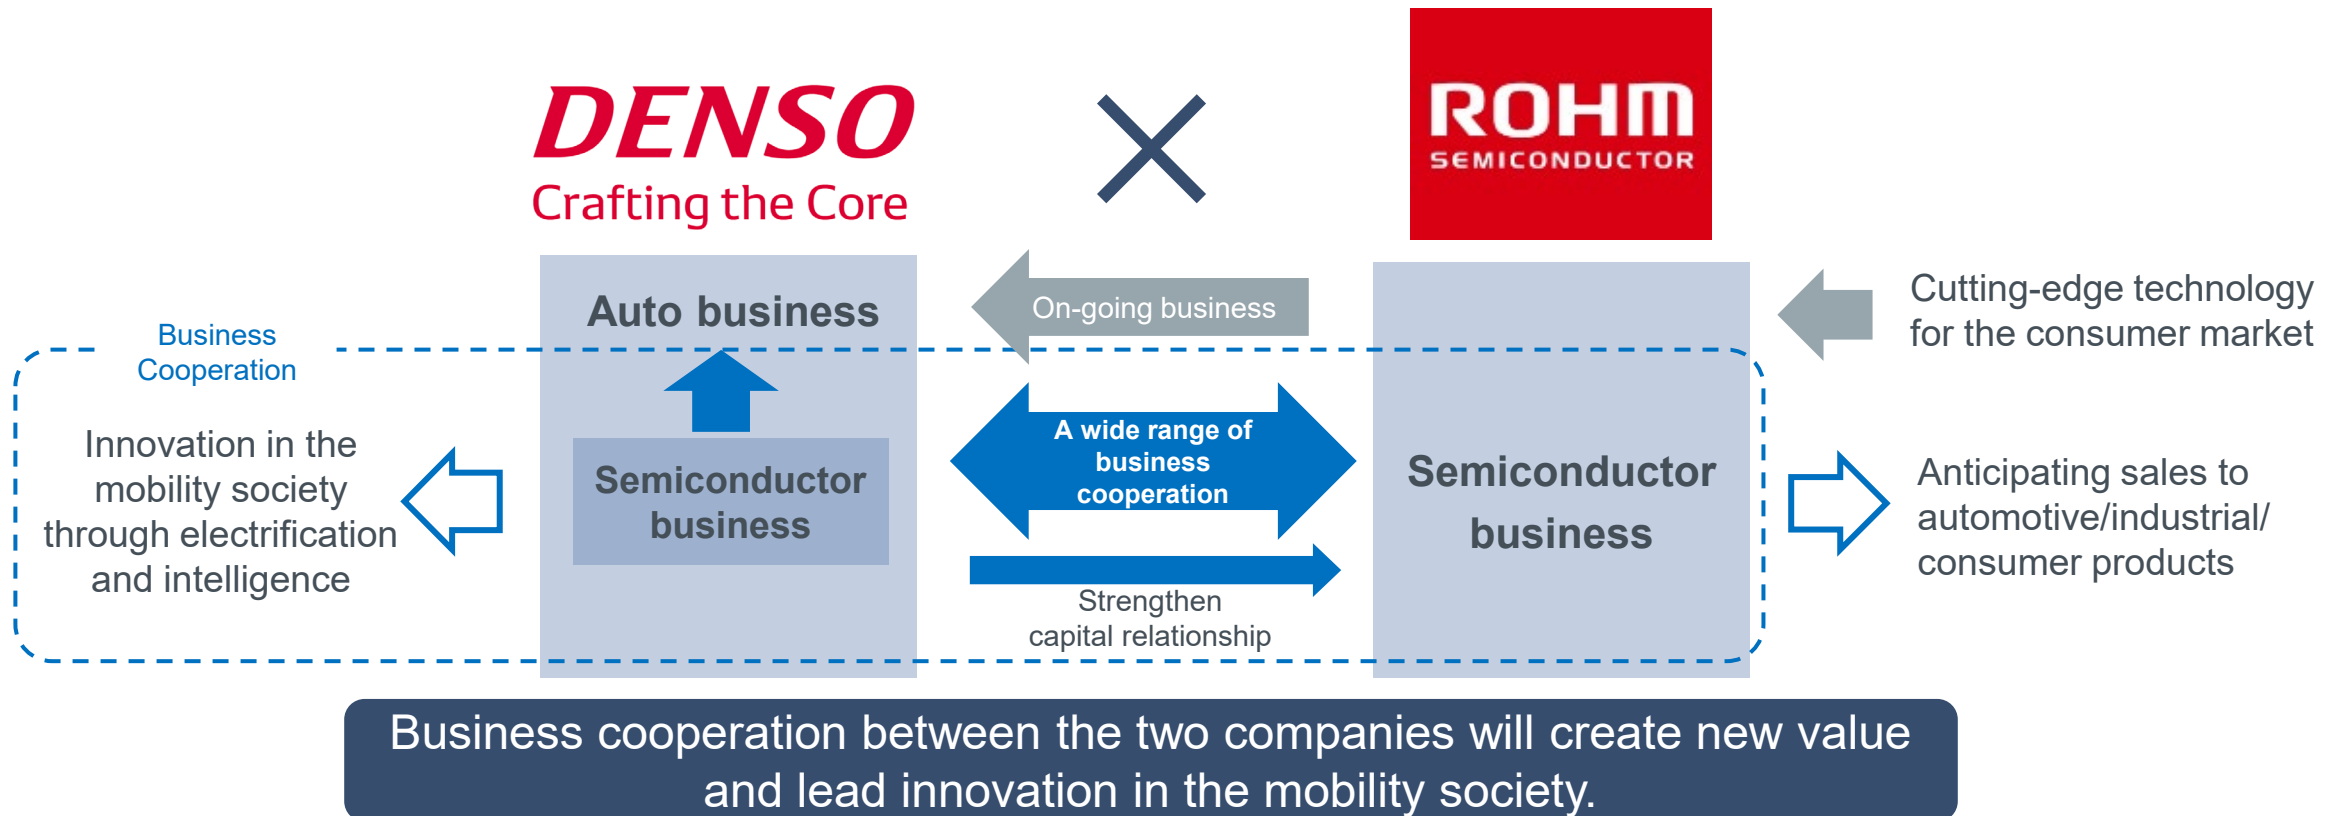 DENSO
Crafting the Core
ROHM
SEMICONDUCTOR
Auto business
On-going business
Cutting-edge technology
for the consumer market
Business
Cooperation
Innovation in the
mobility society
through electrification
and intelligence
Semiconductor
business
A wide range of
business
cooperation
Strengthen
capital relationship
Semiconductor
business
Anticipating sales to
automotive/industrial/
consumer products
Business cooperation between the two companies will create new value
and lead innovation in the mobility society.